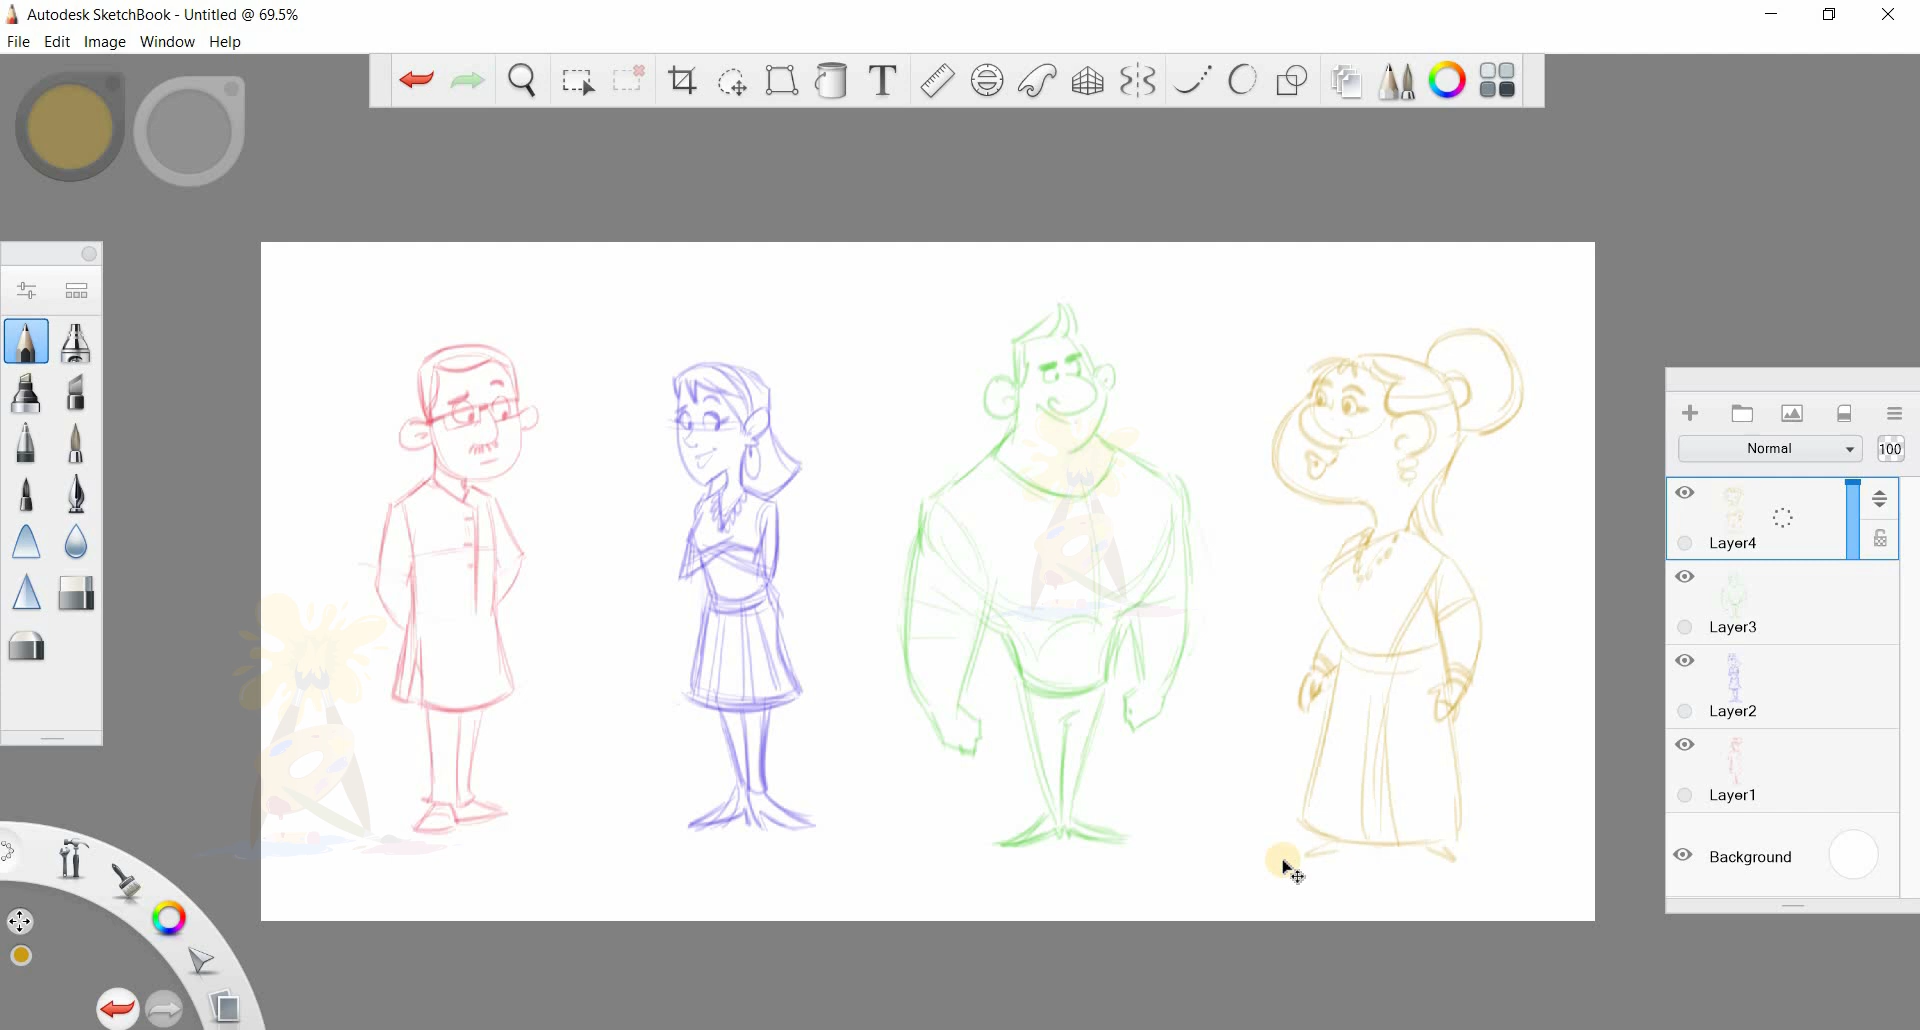 Autodesk SketchBook - Untitled @ 69.5%
File Edit Image Window Help
T
Normal 100
Layer4
Layer3
Layer2
Layer1
Background